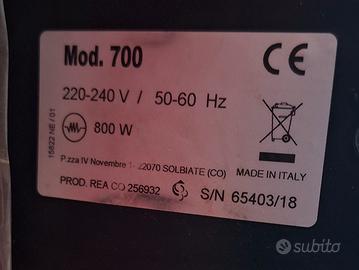 Mod. 700
CE
220-240 V / 50-60 Hz
800 W
15822 NE / 01
P.zza IV Novembre 1- 22070 SOLBIATE (CO)
MADE IN ITALY
PROD. REA CO 256932
S/N 65403/18
subito